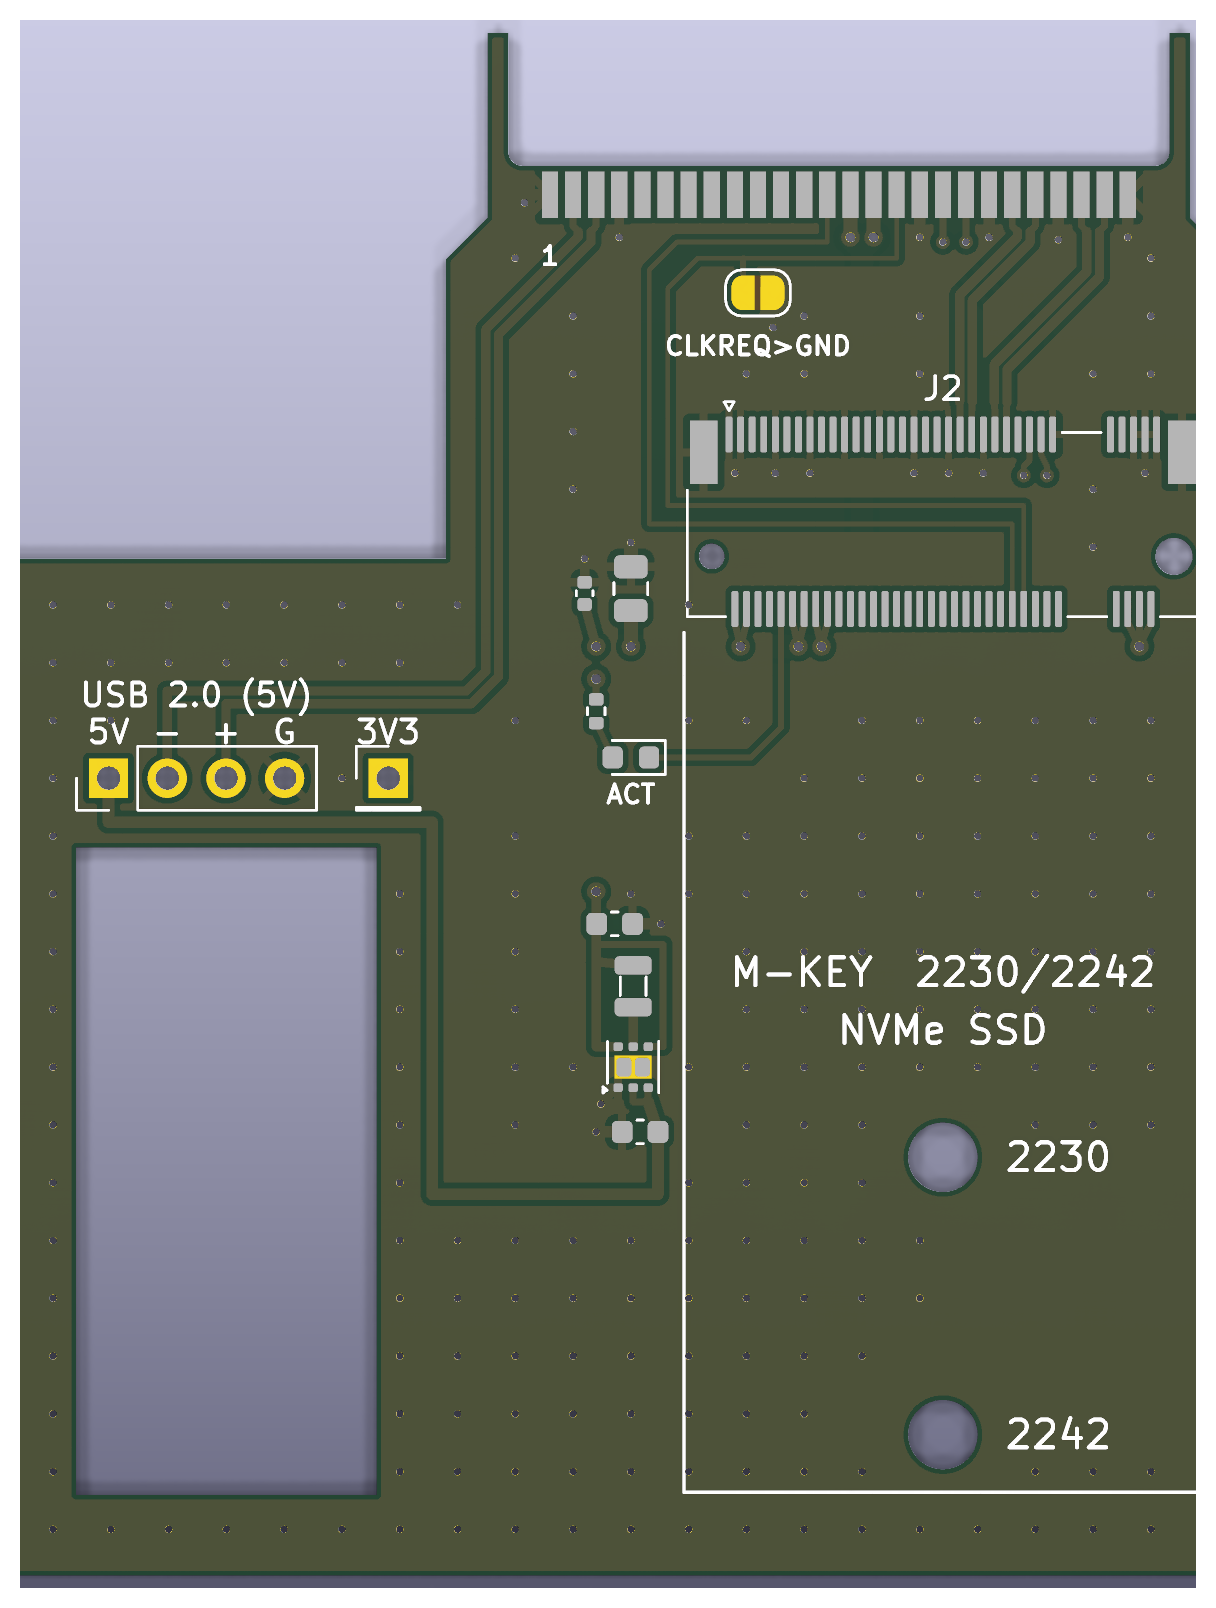 1
CLKREQ>GND
J2
USB 2.0 (5V)
5V - + G 3V3
ACT
M-KEY 2230/2242
NVMe SSD
2230
2242